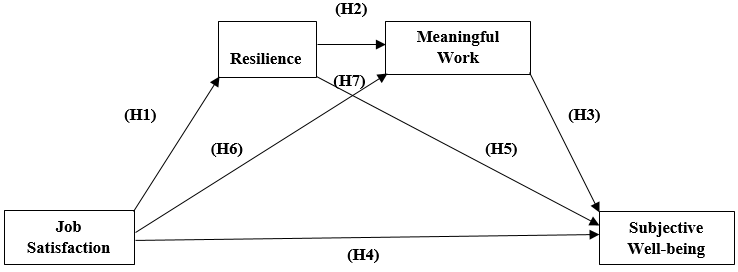 (H2)
Resilience
Meaningful
Work
(H7)
(H1)
(H3)
(H6)
(H5)
Job
Satisfaction
Subjective
Well-being
(H4)